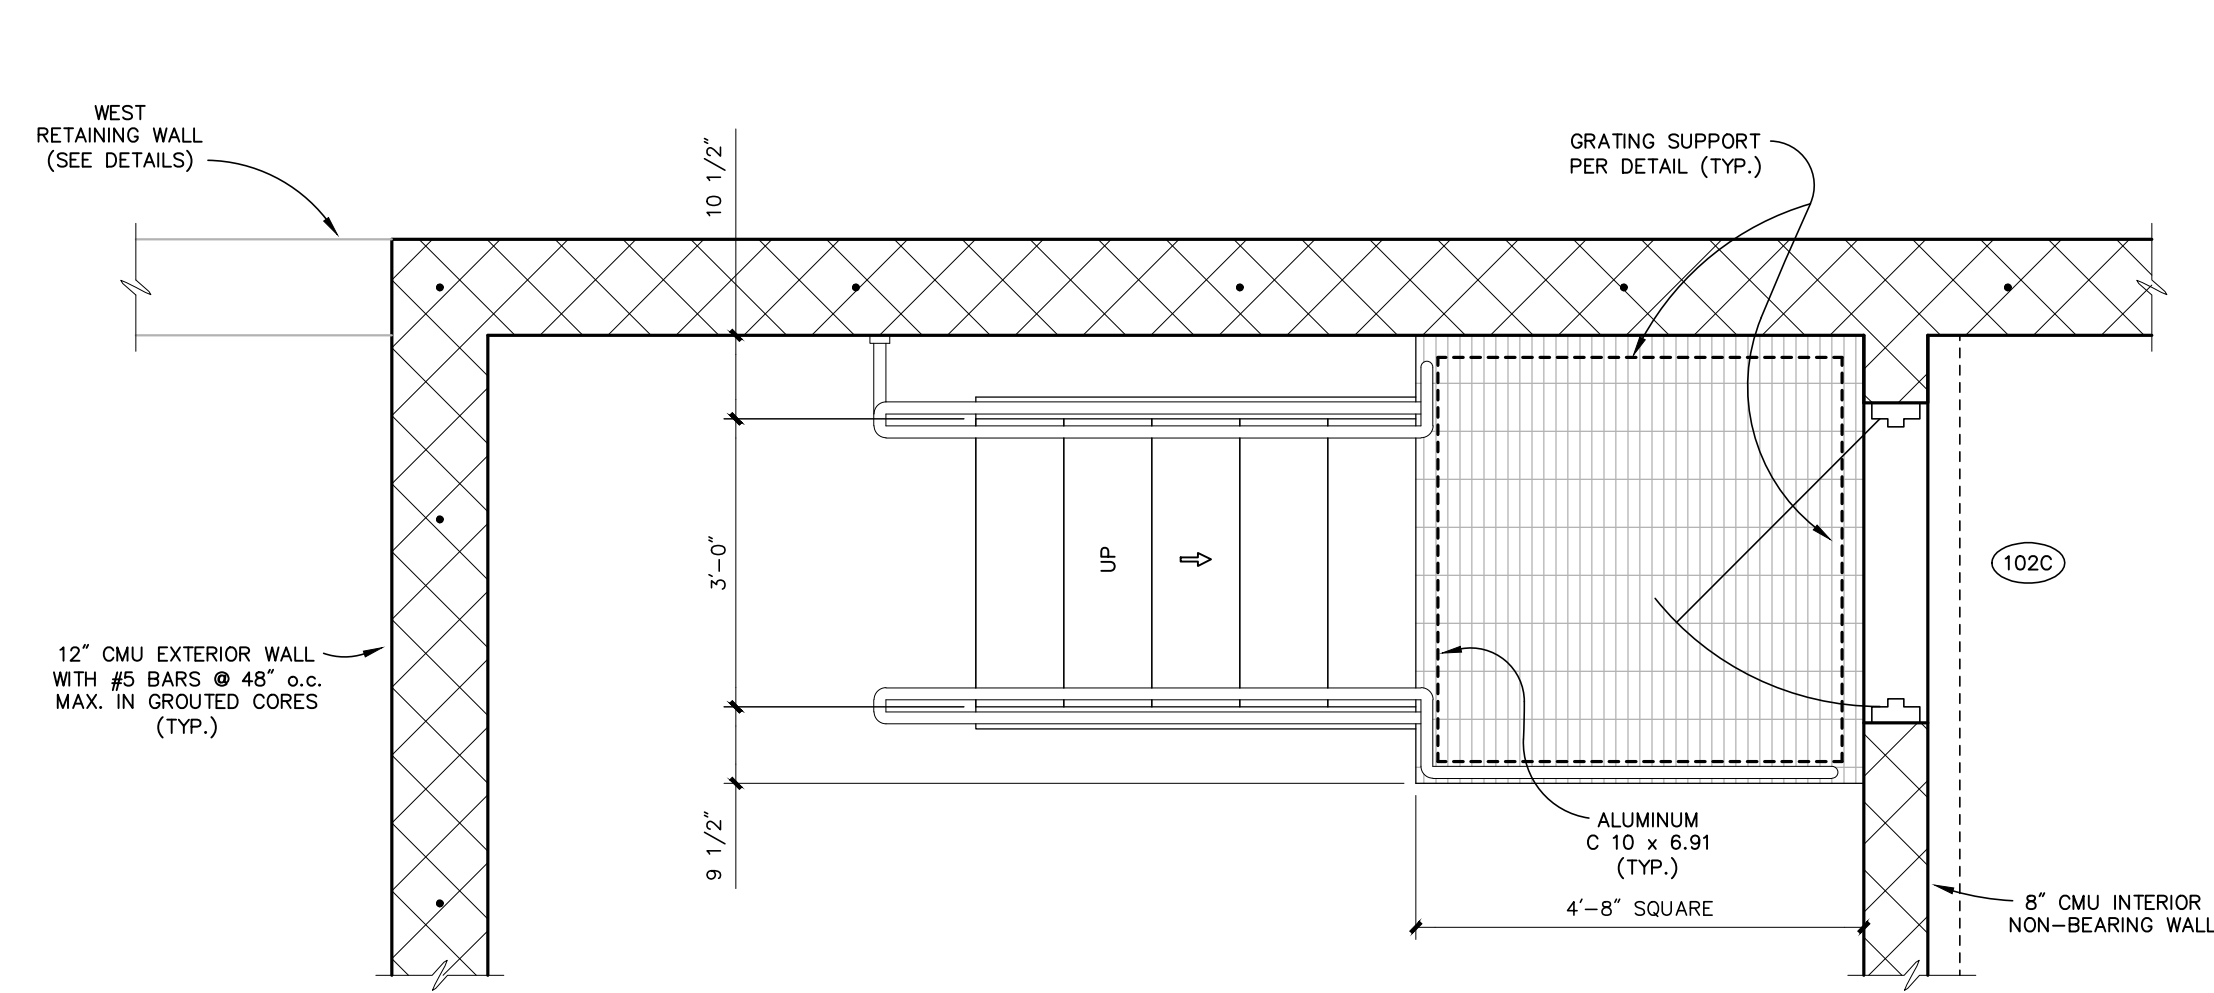 WEST
RETAINING WALL
(SEE DETAILS)
10 1/2"
GRATING SUPPORT
PER DETAIL (TYP.)
3'-0"
UP
102C
12" CMU EXTERIOR WALL
WITH #5 BARS @ 48" o.c.
MAX. IN GROUTED CORES
(TYP.)
9 1/2"
ALUMINUM
C 10 x 6.91
(TYP.)
4'-8" SQUARE
8" CMU INTERIOR
NON-BEARING WALL